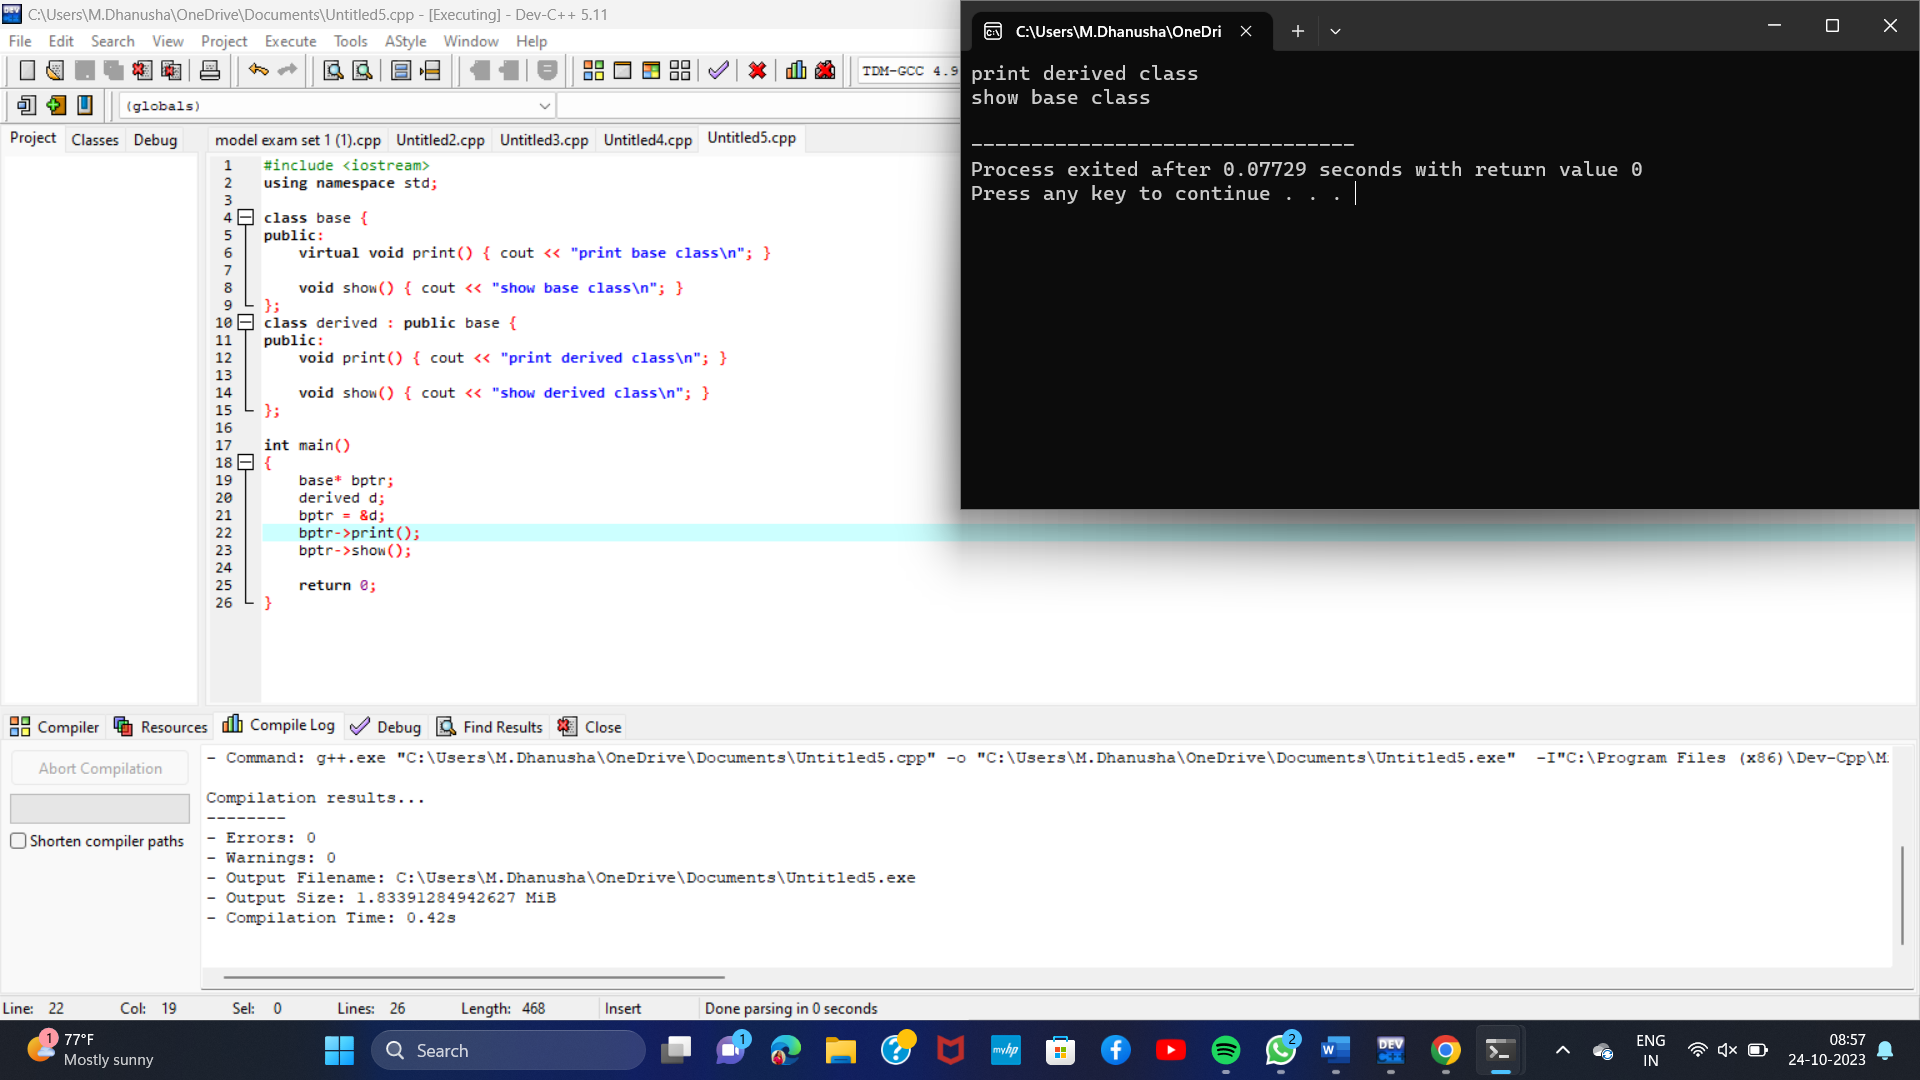 C:\Users\M.Dhanusha\OneDrive\Documents\Untitled5.cpp - [Executing] - Dev-C++ 5.11
File Edit Search View Project Execute Tools AStyle Window Help
TDM-GCC 4.9
(globals)
Project Classes Debug
model exam set 1 (1).cpp Untitled2.cpp Untitled3.cpp Untitled4.cpp Untitled5.cpp
1 #include <iostream>
2 using namespace std;
3
4 class base {
5 public:
6 virtual void print() { cout << "print base class\n"; }
7
8 void show() { cout << "show base class\n"; }
9 };
10 class derived : public base {
11 public:
12 void print() { cout << "print derived class\n"; }
13
14 void show() { cout << "show derived class\n"; }
15 };
16
17 int main()
18 {
19 base* bptr;
20 derived d;
21 bptr = &d;
22 bptr->print();
23 bptr->show();
24
25 return 0;
26 }
C:\Users\M.Dhanusha\OneDri
print derived class
show base class
--------------------------------
Process exited after 0.07729 seconds with return value 0
Press any key to continue . . .
Compiler Resources Compile Log Debug Find Results Close
Abort Compilation
Shorten compiler paths
- Command: g++.exe "C:\Users\M.Dhanusha\OneDrive\Documents\Untitled5.cpp" -o "C:\Users\M.Dhanusha\OneDrive\Documents\Untitled5.exe" -I"C:\Program Files (x86)\Dev-Cpp\M
Compilation results...
--------
- Errors: 0
- Warnings: 0
- Output Filename: C:\Users\M.Dhanusha\OneDrive\Documents\Untitled5.exe
- Output Size: 1.83391284942627 MiB
- Compilation Time: 0.42s
Line: 22 Col: 19 Sel: 0 Lines: 26 Length: 468 Insert Done parsing in 0 seconds
1
77°F
Mostly sunny
Search
1
myhp
2
W
DEV
C++
ENG
IN
08:57
24-10-2023